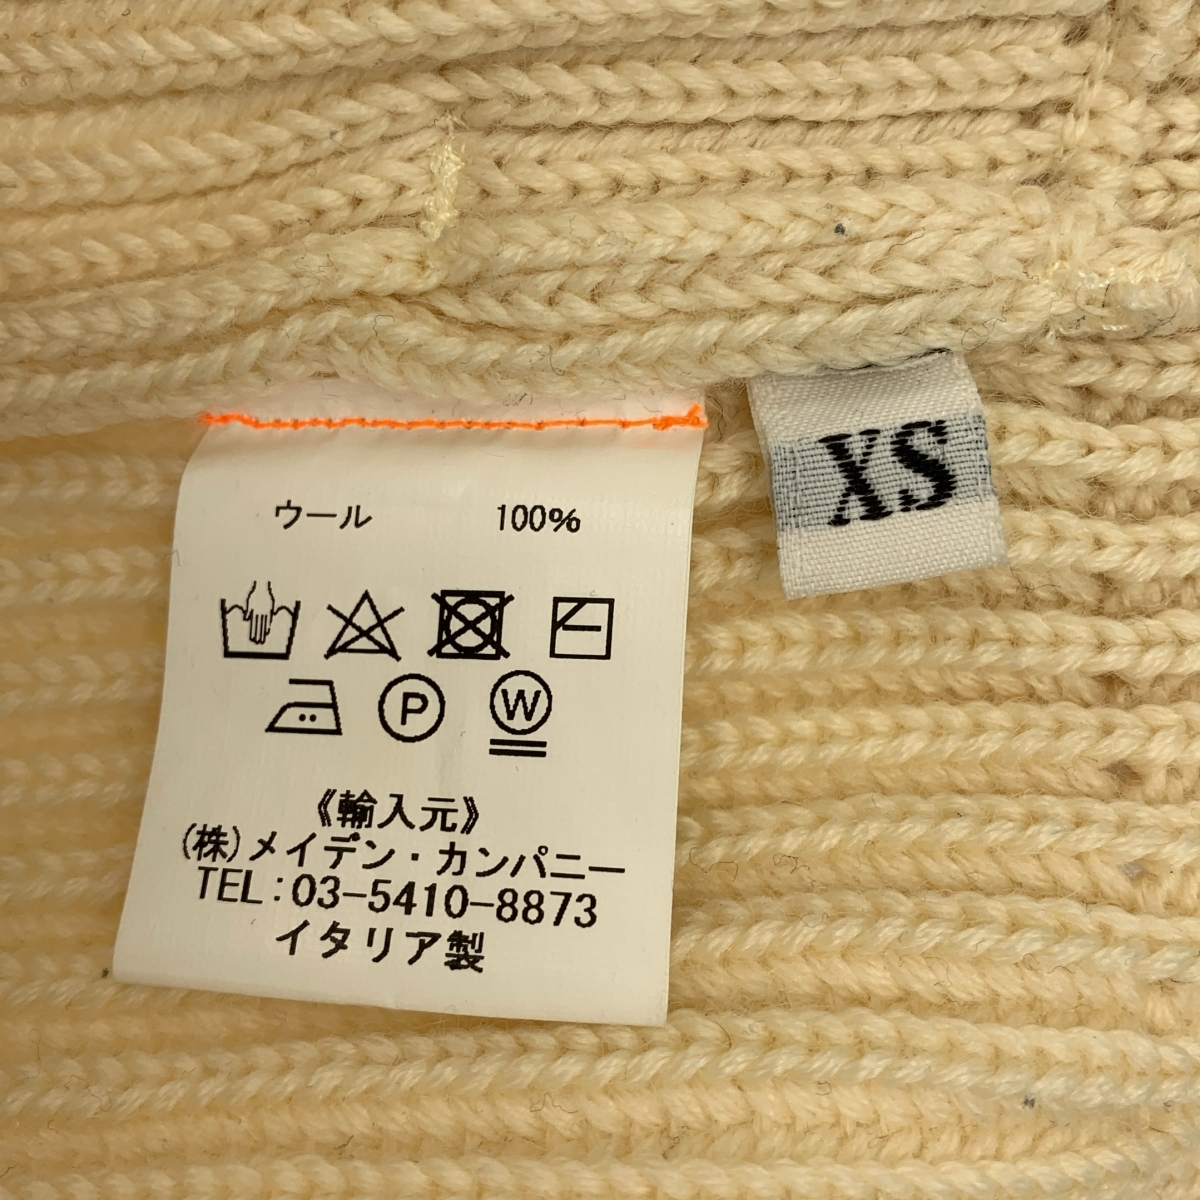 ウール 100%
P W
《輸入元》
(株)メイデン・カンパニー
TEL:03-5410-8873
イタリア製
XS